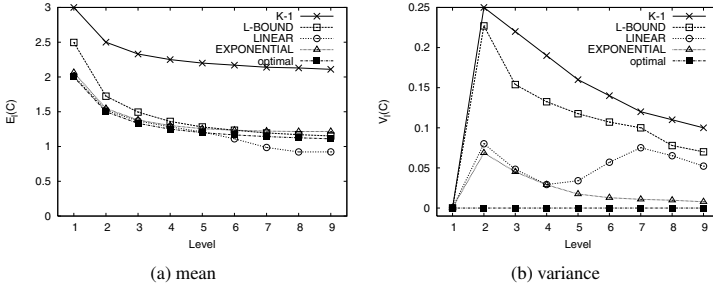 3
2.5
2
1.5
1
0.5
0
E_l(C)
1 2 3 4 5 6 7 8 9
Level
K-1
L-BOUND
LINEAR
EXPONENTIAL
optimal
(a) mean
0.25
0.2
0.15
0.1
0.05
0
V_l(C)
1 2 3 4 5 6 7 8 9
Level
K-1
L-BOUND
LINEAR
EXPONENTIAL
optimal
(b) variance